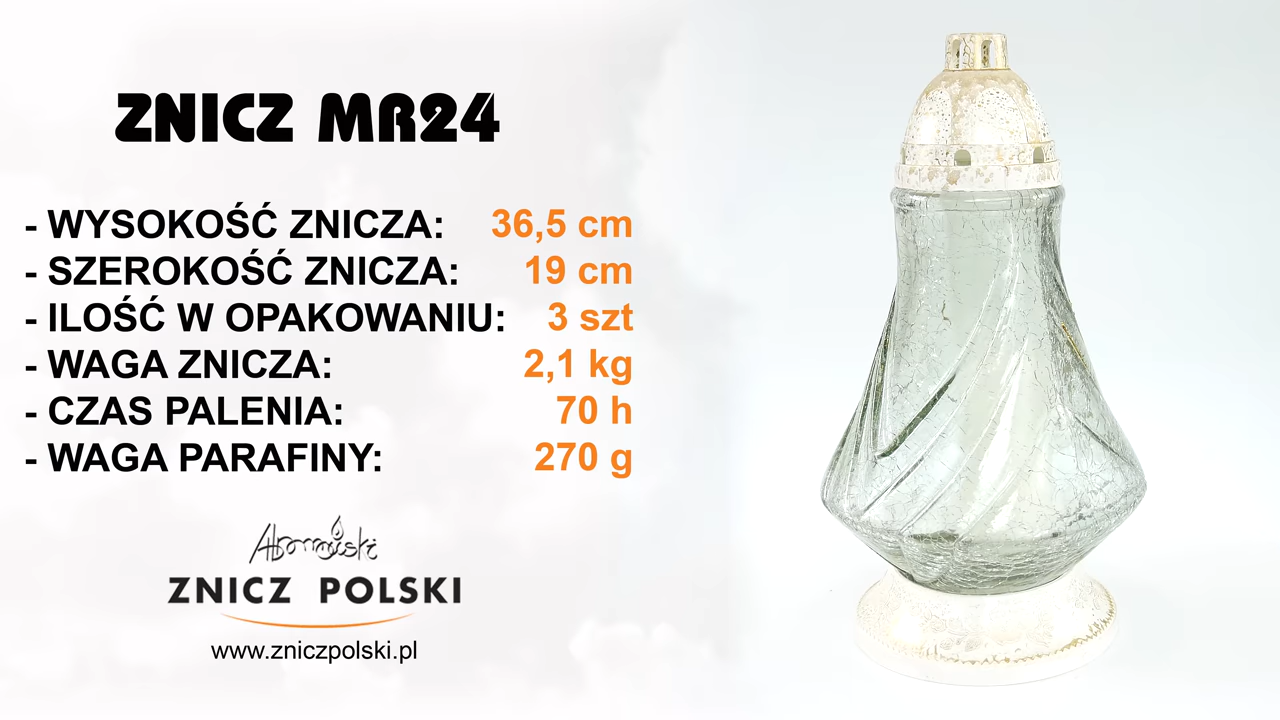 ZNICZ MR24
- WYSOKOŚĆ ZNICZA: 36,5 cm
- SZEROKOŚĆ ZNICZA: 19 cm
- ILOŚĆ W OPAKOWANIU: 3 szt
- WAGA ZNICZA: 2,1 kg
- CZAS PALENIA: 70 h
- WAGA PARAFINY: 270 g
ZNICZ POLSKI
www.zniczpolski.pl